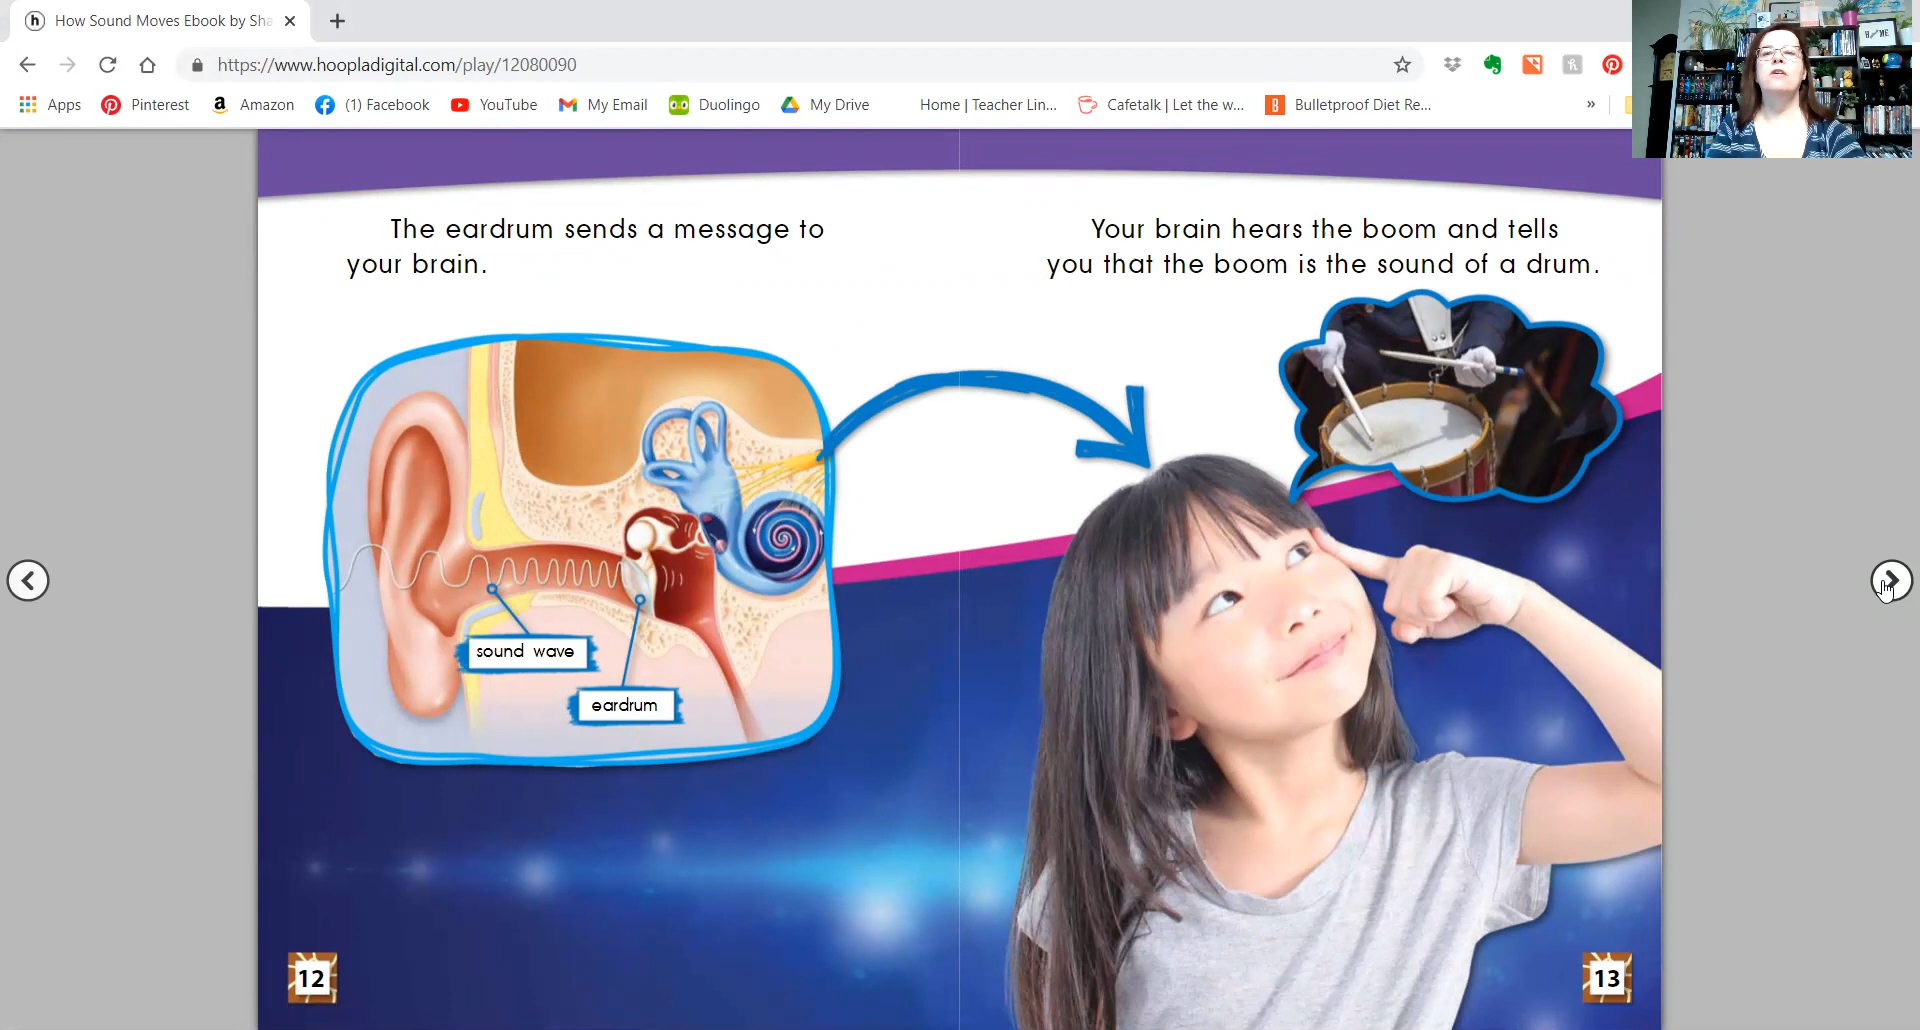 How Sound Moves Ebook by Sha
https://www.hoopladigital.com/play/12080090
Apps
Pinterest
Amazon
(1) Facebook
YouTube
My Email
Duolingo
My Drive
Home | Teacher Lin...
Cafetalk | Let the w...
Bulletproof Diet Re...
»
The eardrum sends a message to
your brain.
Your brain hears the boom and tells
you that the boom is the sound of a drum.
sound wave
eardrum
12
13